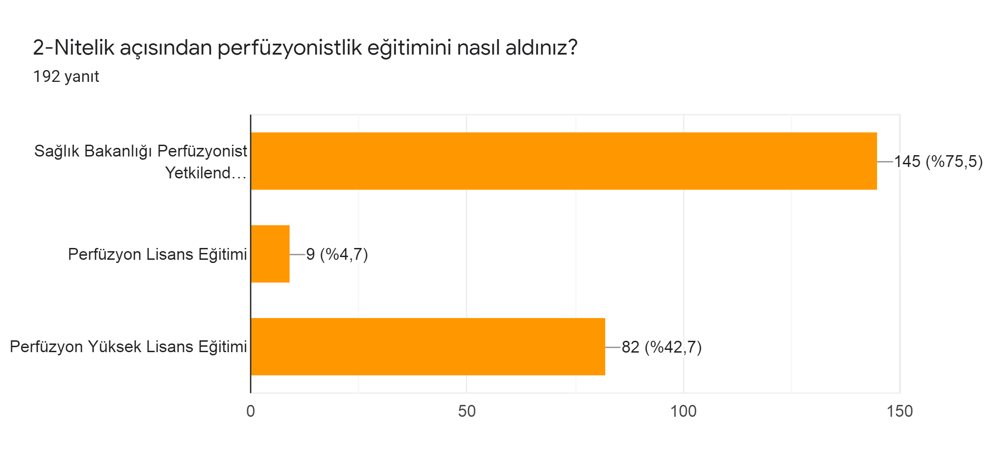 2-Nitelik açısından perfüzyonistlik eğitimini nasıl aldınız?
192 yanıt
Sağlık Bakanlığı Perfüzyonist
Yetkilend…
145 (%75,5)
Perfüzyon Lisans Eğitimi
9 (%4,7)
Perfüzyon Yüksek Lisans Eğitimi
82 (%42,7)
0
50
100
150